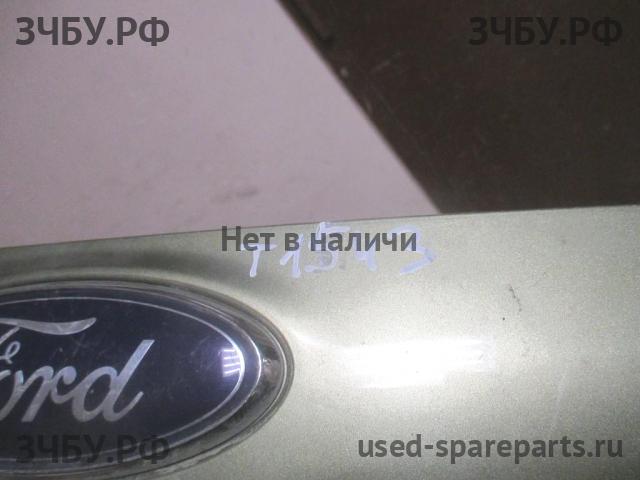 ЗЧБУ.РФ ЗЧБУ.РФ
Нет в наличи
Ford
ЗЧБУ.РФ used-spareparts.ru